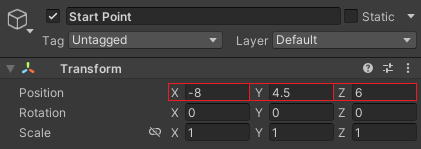 Start Point Static
Tag Untagged Layer Default
Transform
Position X -8 Y 4.5 Z 6
Rotation X 0 Y 0 Z 0
Scale X 1 Y 1 Z 1